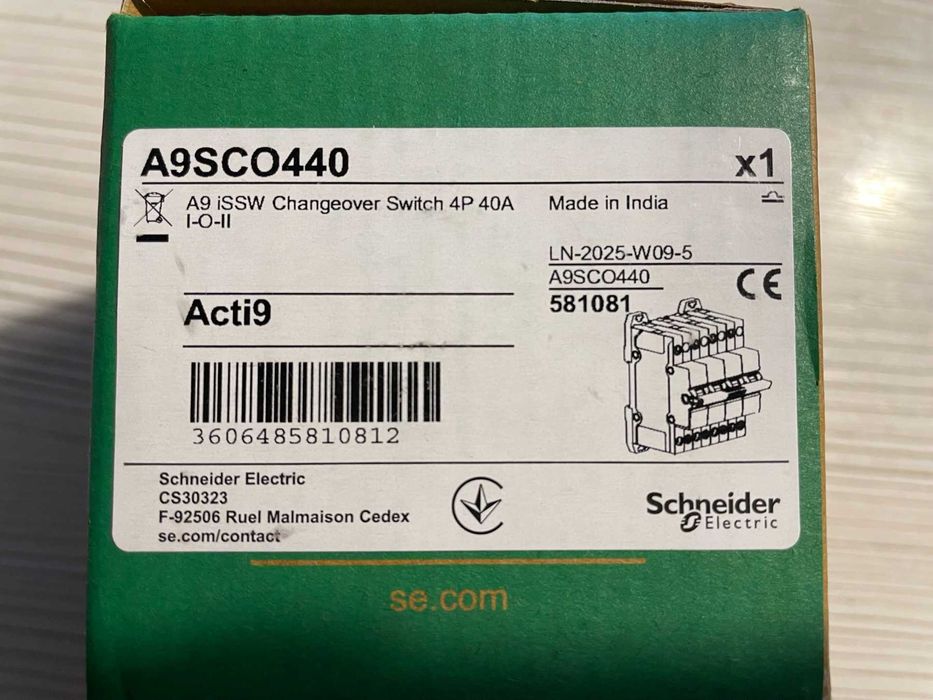 A9SCO440
x1
A9 iSSW Changeover Switch 4P 40A
I-O-II
Made in India
LN-2025-W09-5
A9SCO440
581081
CE
Acti9
3606485810812
Schneider Electric
CS30323
F-92506 Ruel Malmaison Cedex
se.com/contact
Schneider
Electric
se.com